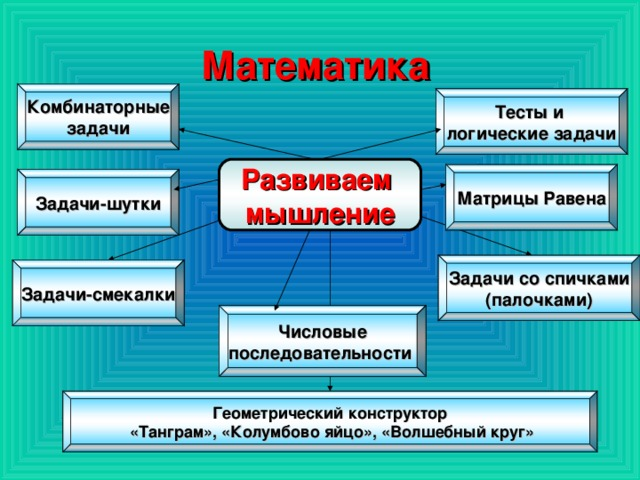 Математика
Комбинаторные
задачи
Тесты и
логические задачи
Развиваем
мышление
Задачи-шутки
Матрицы Равена
Задачи-смекалки
Задачи со спичками
(палочками)
Числовые
последовательности
Геометрический конструктор
«Танграм», «Колумбово яйцо», «Волшебный круг»